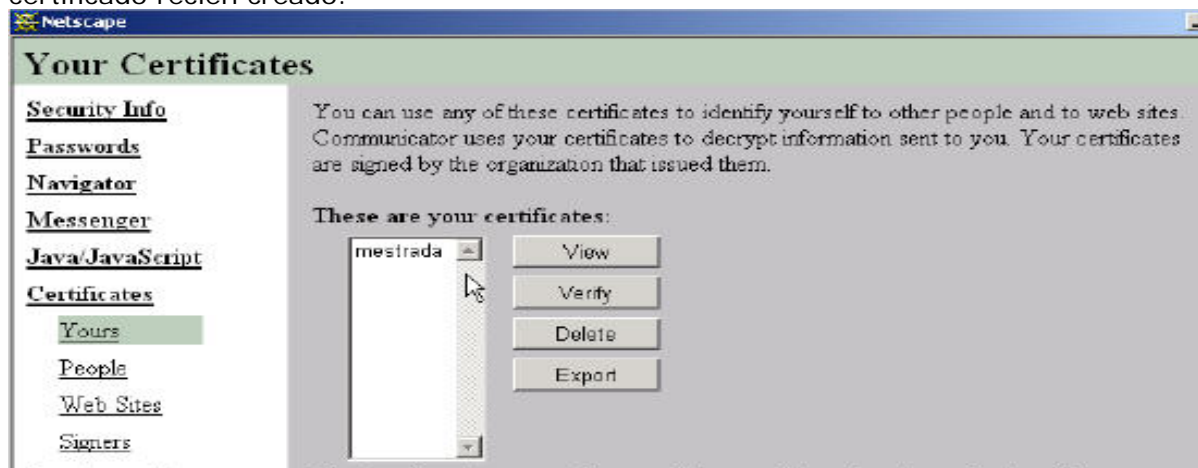 certificado recién creado.
Netscape
Your Certificates
Security Info
Passwords
Navigator
Messenger
Java/JavaScript
Certificates
Yours
People
Web Sites
Signers
You can use any of these certificates to identify yourself to other people and to web sites.
Communicator uses your certificates to decrypt information sent to you. Your certificates
are signed by the organization that issued them.
These are your certificates:
mestrada
View
Verify
Delete
Export